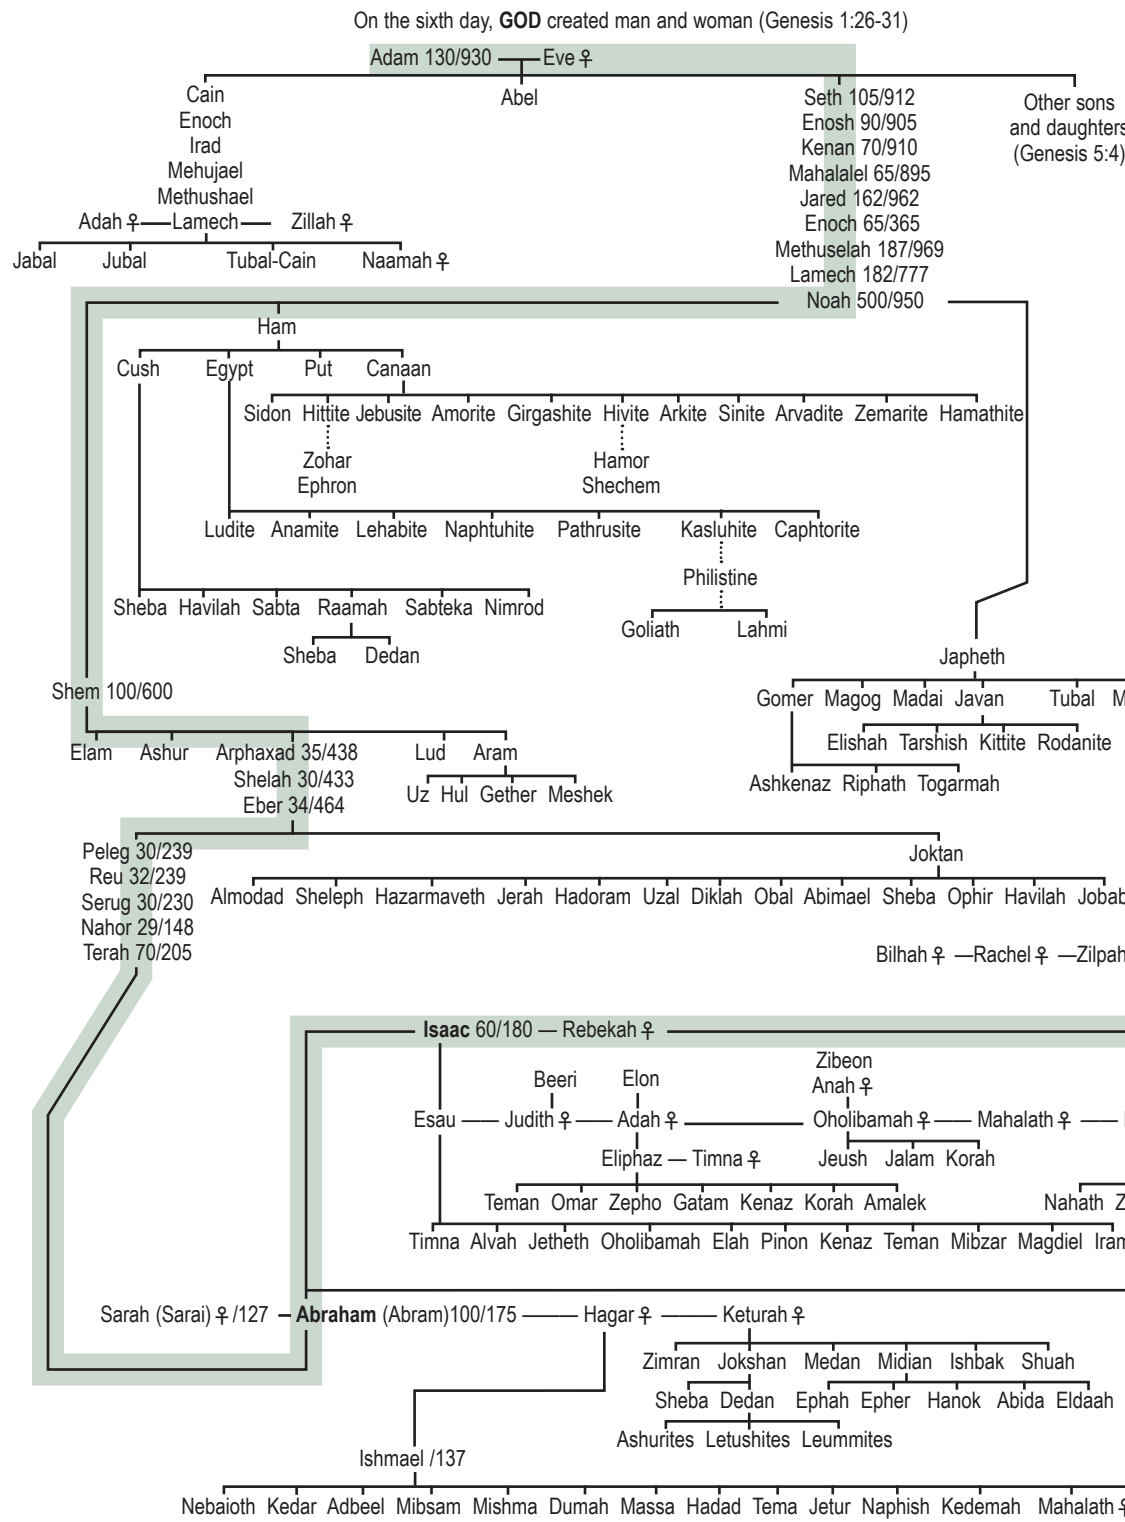 On the sixth day, GOD created man and woman (Genesis 1:26-31)
Adam 130/930 Eve ♀
Cain
Enoch
Irad
Mehujael
Methushael
Adah ♀ Lamech Zillah ♀
Jabal Jubal Tubal-Cain Naamah ♀
Abel
Seth 105/912
Enosh 90/905
Kenan 70/910
Mahalalel 65/895
Jared 162/962
Enoch 65/365
Methuselah 187/969
Lamech 182/777
Noah 500/950
Other sons
and daughters
(Genesis 5:4)
Ham
Cush Egypt Put Canaan
Sidon Hittite Jebusite Amorite Girgashite Hivite Arkite Sinite Arvadite Zemarite Hamathite
Zohar Hamor
Ephron Shechem
Ludite Anamite Lehabite Naphtuhite Pathrusite Kasluhite Caphtorite
Philistine
Goliath Lahmi
Sheba Havilah Sabta Raamah Sabteka Nimrod
Sheba Dedan
Japheth
Gomer Magog Madai Javan Tubal M
Elishah Tarshish Kittite Rodanite
Ashkenaz Riphath Togarmah
Shem 100/600
Elam Ashur Arphaxad 35/438 Lud Aram
Shelah 30/433
Eber 34/464
Uz Hul Gether Meshek
Peleg 30/239
Reu 32/239
Serug 30/230
Nahor 29/148
Terah 70/205
Joktan
Almodad Sheleph Hazarmaveth Jerah Hadoram Uzal Diklah Obal Abimael Sheba Ophir Havilah Jobab
Bilhah ♀ —Rachel ♀ —Zilpah
Isaac 60/180 — Rebekah ♀
Beeri Elon Zibeon
Anah ♀
Esau —— Judith ♀ —— Adah ♀ Oholibamah ♀ — Mahalath ♀ —
Eliphaz — Timna ♀ Jeush Jalam Korah
Teman Omar Zepho Gatam Kenaz Korah Amalek Nahath Z
Timna Alvah Jetheth Oholibamah Elah Pinon Kenaz Teman Mibzar Magdiel Iram
Sarah (Sarai) ♀ /127 – Abraham (Abram)100/175 —— Hagar ♀ —— Keturah ♀
Zimran Jokshan Medan Midian Ishbak Shuah
Sheba Dedan Ephah Epher Hanok Abida Eldaah
Ashurites Letushites Leummites
Ishmael /137
Nebaioth Kedar Adbeel Mibsam Mishma Dumah Massa Hadad Tema Jetur Naphish Kedemah Mahalath ♀